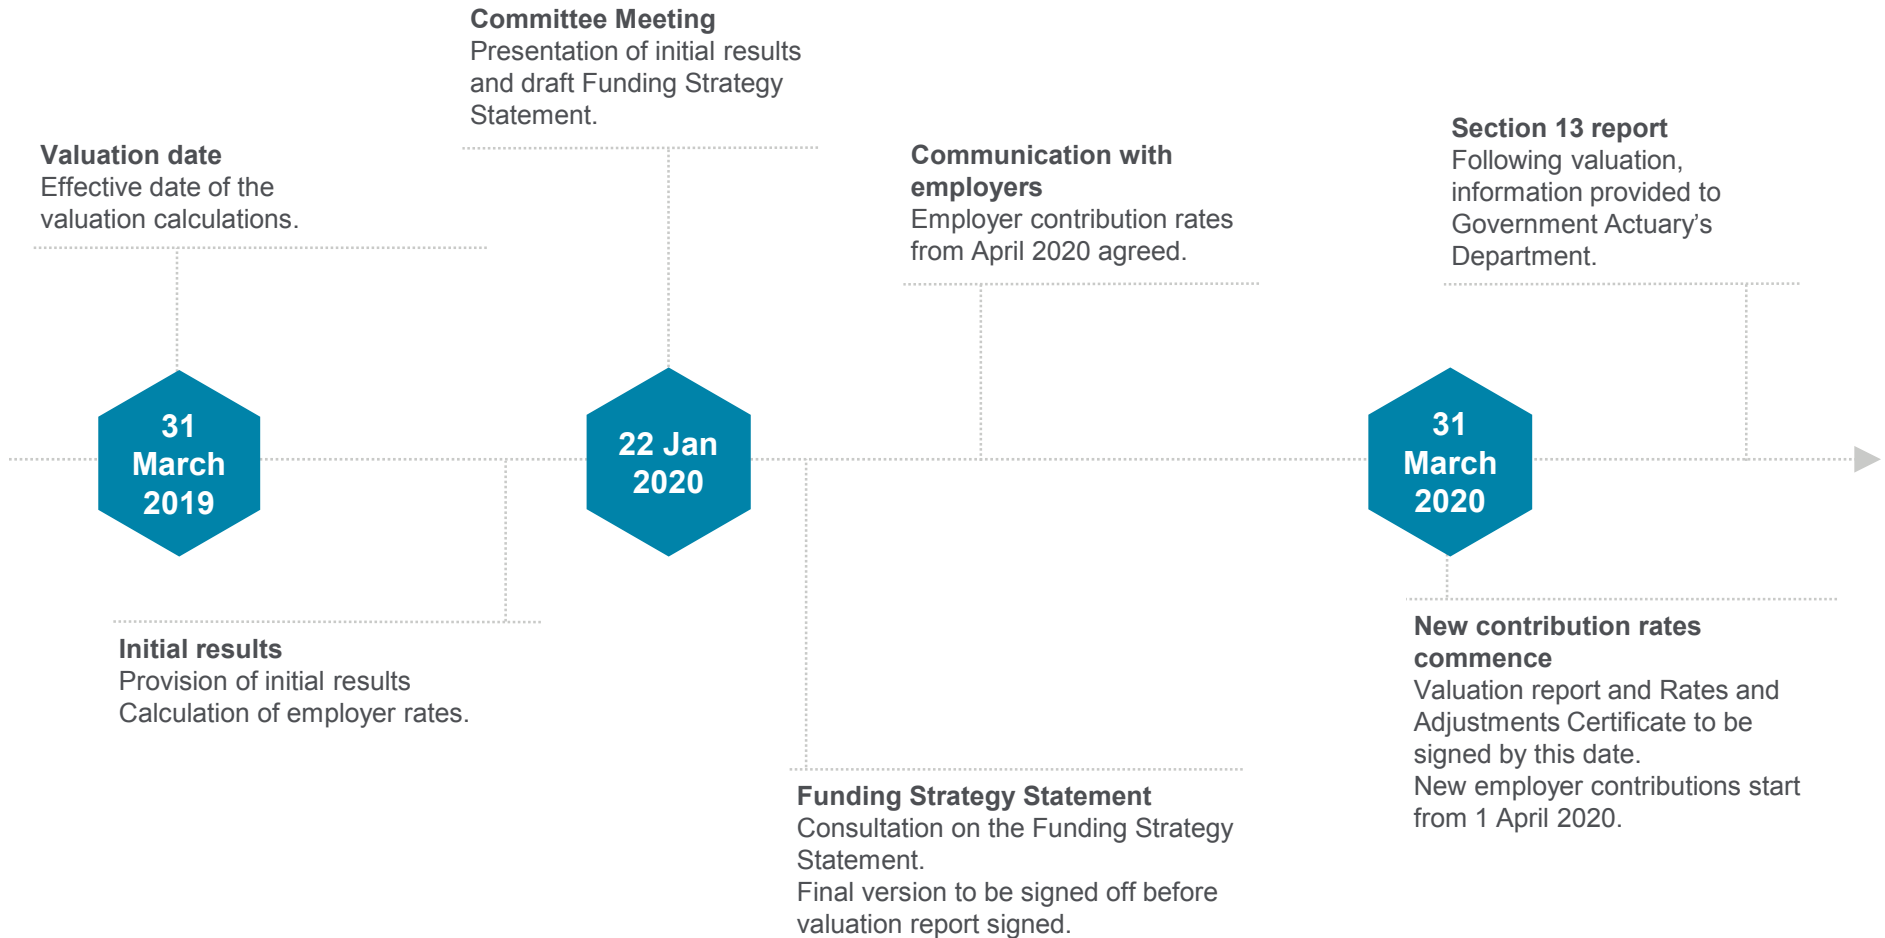 Committee Meeting
Presentation of initial results
and draft Funding Strategy
Statement.
Valuation date
Effective date of the
valuation calculations.
Communication with
employers
Employer contribution rates
from April 2020 agreed.
Section 13 report
Following valuation,
information provided to
Government Actuary’s
Department.
31
March
2019
22 Jan
2020
31
March
2020
Initial results
Provision of initial results
Calculation of employer rates.
Funding Strategy Statement
Consultation on the Funding Strategy
Statement.
Final version to be signed off before
valuation report signed.
New contribution rates
commence
Valuation report and Rates and
Adjustments Certificate to be
signed by this date.
New employer contributions start
from 1 April 2020.